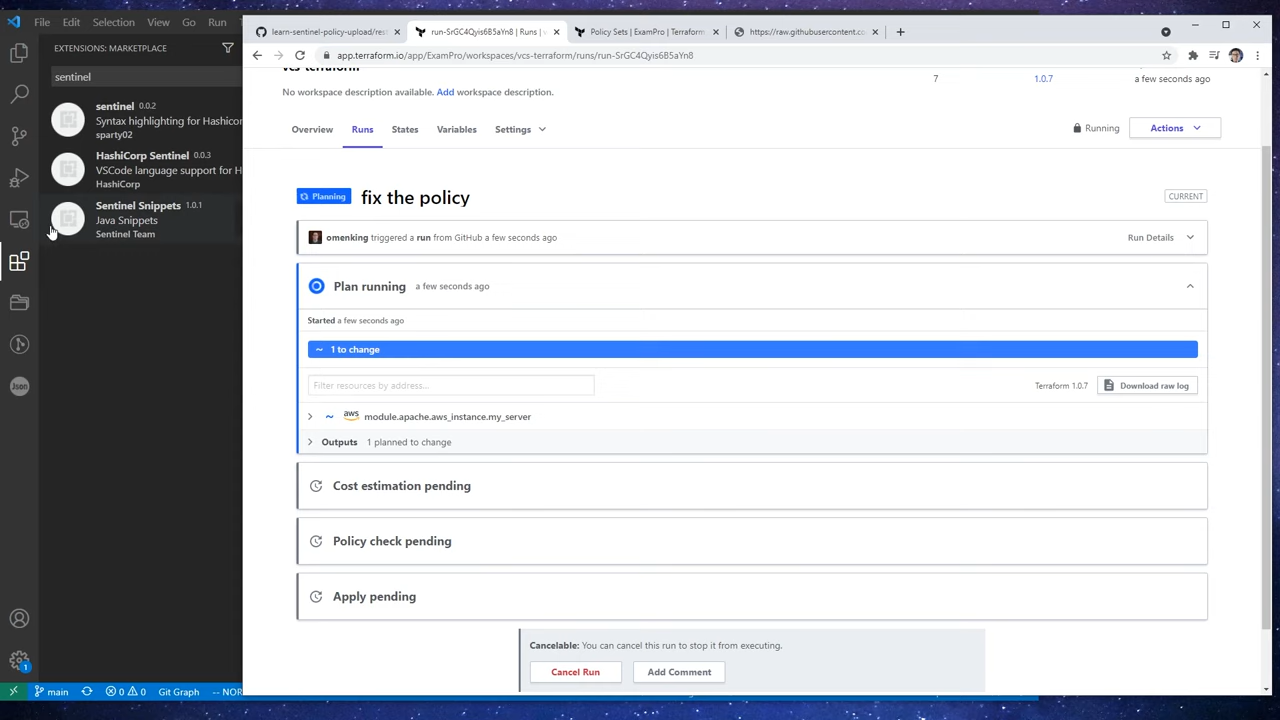 File Edit Selection View Go Run
EXTENSIONS: MARKETPLACE
sentinel
sentinel 0.0.2
Syntax highlighting for Hashicor
sparty02
HashiCorp Sentinel 0.0.3
VSCode language support for H
HashiCorp
Sentinel Snippets 1.0.1
Java Snippets
Sentinel Team
Json
1
main 0 0 Git Graph -- NOR
learn-sentinel-policy-upload/rest
run-SrGC4Qyis6B5aYn8 | Runs | v
Policy Sets | ExamPro | Terraform
https://raw.githubusercontent.co
app.terraform.io/app/ExamPro/workspaces/vcs-terraform/runs/run-SrGC4Qyis6B5aYn8
vcs-terraform
7 1.0.7 a few seconds ago
No workspace description available. Add workspace description.
Overview Runs States Variables Settings
Running Actions
Planning fix the policy CURRENT
omenking triggered a run from GitHub a few seconds ago Run Details
Plan running a few seconds ago
Started a few seconds ago
~ 1 to change
Filter resources by address... Terraform 1.0.7 Download raw log
~ aws module.apache.aws_instance.my_server
Outputs 1 planned to change
Cost estimation pending
Policy check pending
Apply pending
Cancelable: You can cancel this run to stop it from executing.
Cancel Run Add Comment